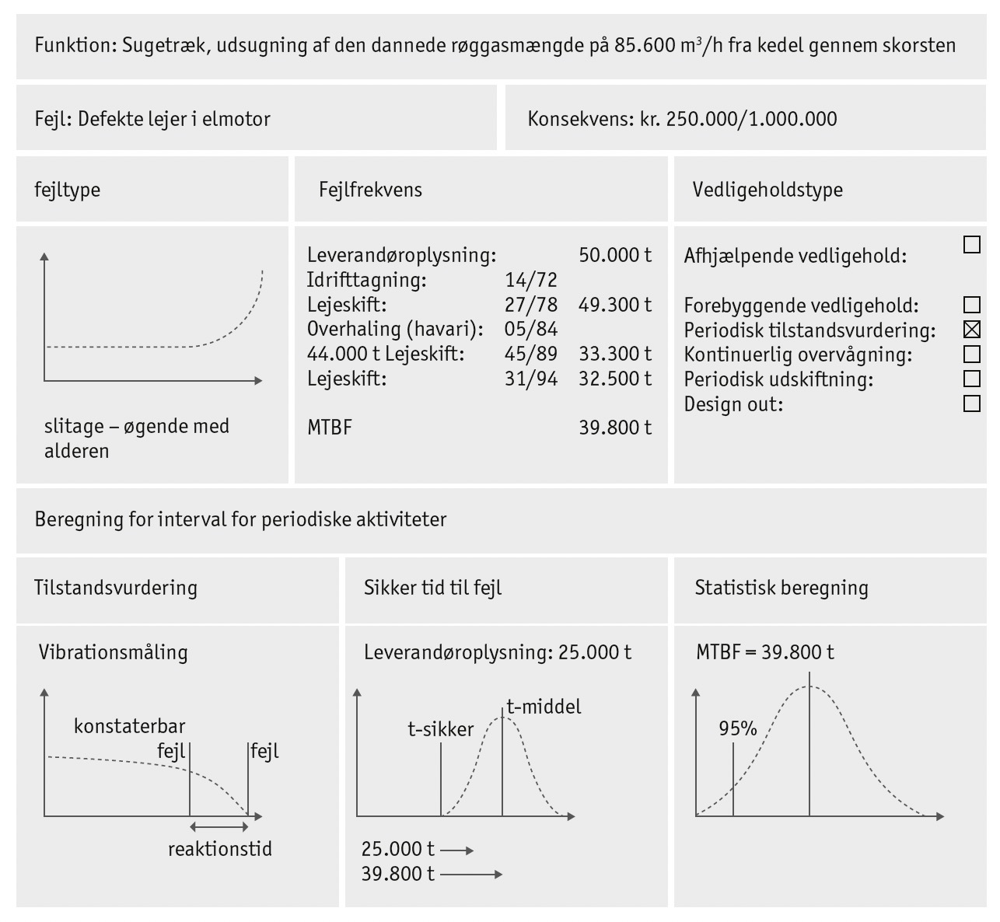 Funktion: Sugetræk, udsugning af den dannede røggasmængde på 85.600 m³/h fra kedel gennem skorsten
Fejl: Defekte lejer i elmotor
Konsekvens: kr. 250.000/1.000.000
fejltype
Fejlfrekvens
Vedligeholdstype
slitage – øgende med
alderen
Leverandøroplysning: 50.000 t
Idrifttagning: 14/72
Lejeskift: 27/78 49.300 t
Overhaling (havari): 05/84
44.000 t Lejeskift: 45/89 33.300 t
Lejeskift: 31/94 32.500 t
MTBF 39.800 t
Afhjælpende vedligehold:
Forebyggende vedligehold:
Periodisk tilstandsvurdering:
Kontinuerlig overvågning:
Periodisk udskiftning:
Design out:
Beregning for interval for periodiske aktiviteter
Tilstandsvurdering
Sikker tid til fejl
Statistisk beregning
Vibrationsmåling
konstaterbar
fejl
fejl
reaktionstid
Leverandøroplysning: 25.000 t
t-middel
t-sikker
25.000 t
39.800 t
MTBF = 39.800 t
95%